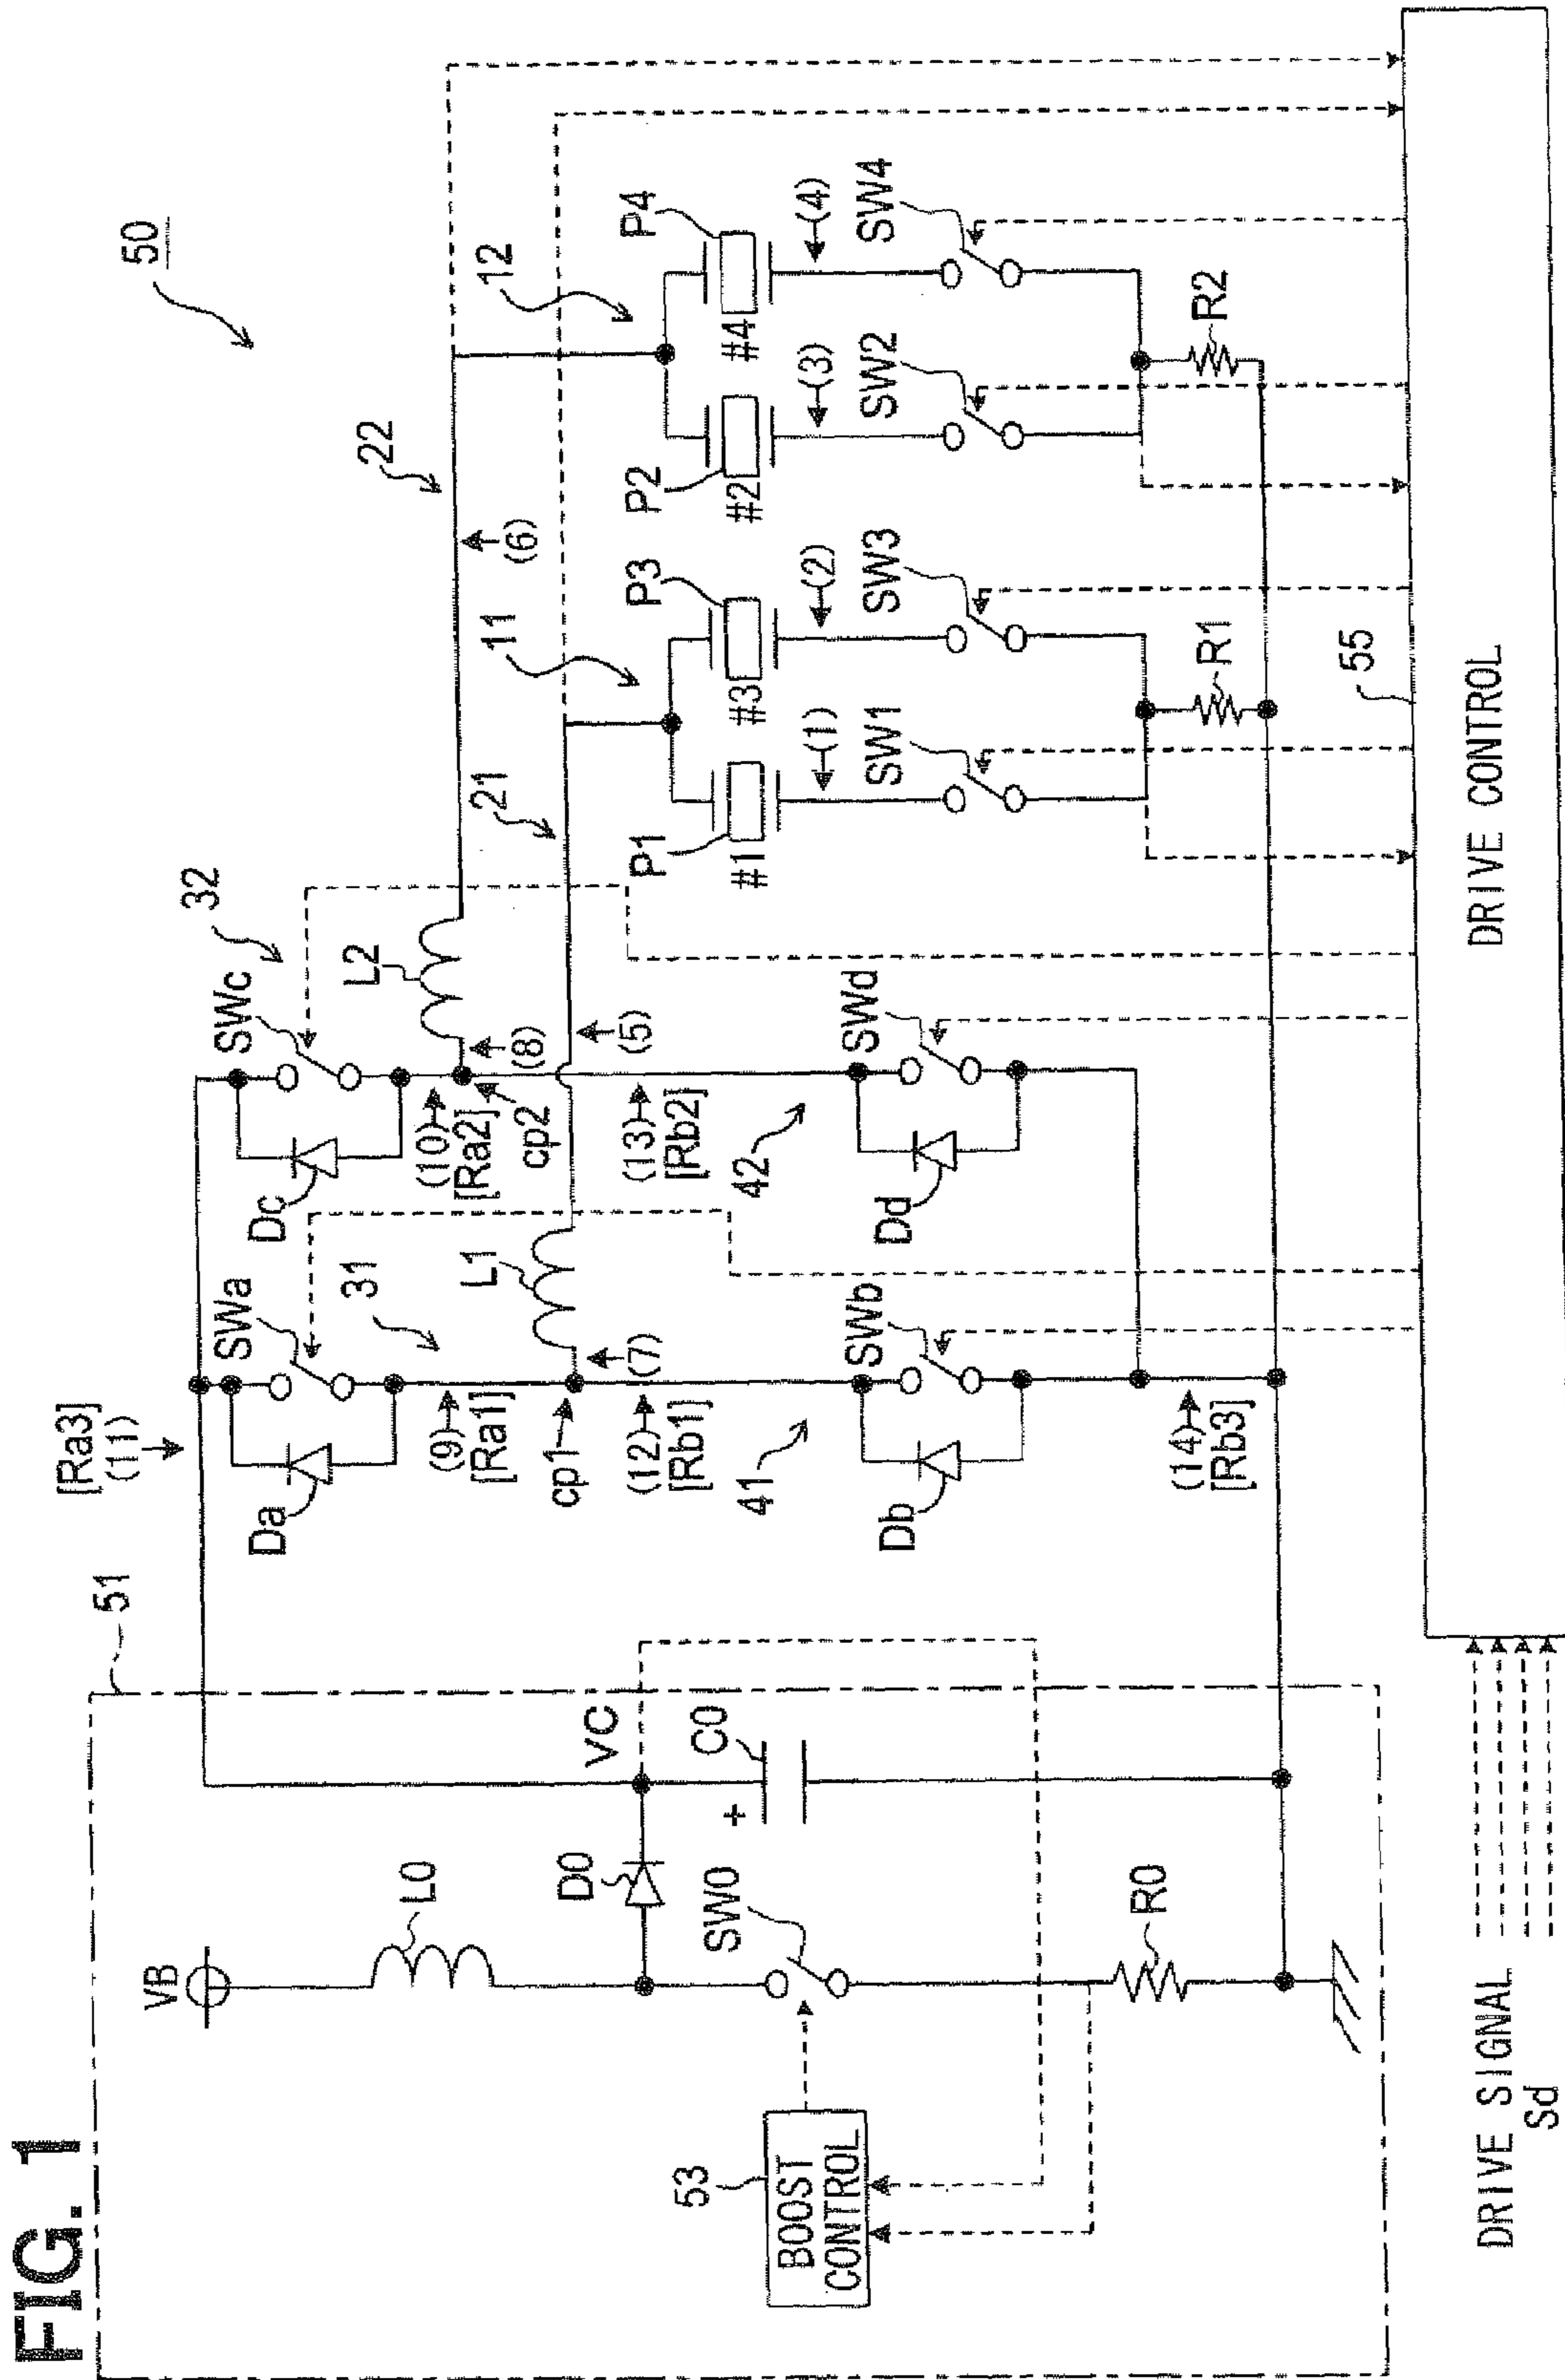 FIG. 1
50
51
[Ra3]
(11)
VB
L0
D0
VC
C0
+
SW0
R0
53
BOOST
CONTROL
SWa
Da
31
(9)
[Ra1]
cp1
L1
(7)
(12)
[Rb1]
41
SWb
Db
(14)
[Rb3]
SWc
32
Dc
L2
(10)
[Ra2]
cp2
(8)
(5)
(13)
[Rb2]
42
SWd
Dd
22
(6)
21
11
12
P1
#1
(1)
SW1
P3
#3
(2)
SW3
R1
P2
#2
(3)
SW2
P4
#4
(4)
SW4
R2
55
DRIVE CONTROL
DRIVE SIGNAL
Sd